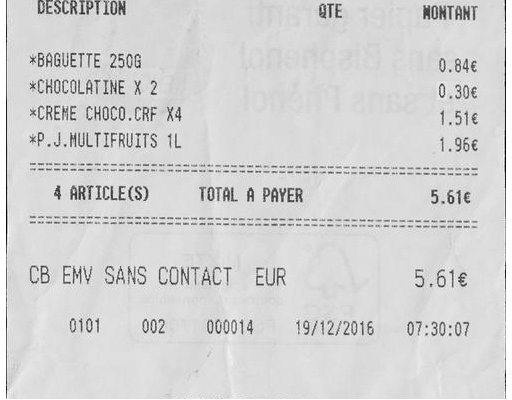 DESCRIPTION QTE MONTANT
*BAGUETTE 250G 0.84€
*CHOCOLATINE X 2 0.30€
*CREME CHOCO.CRF X4 1.51€
*P.J.MULTIFRUITS 1L 1.96€
4 ARTICLE(S) TOTAL A PAYER 5.61€
CB EMV SANS CONTACT EUR 5.61€
0101 002 000014 19/12/2016 07:30:07